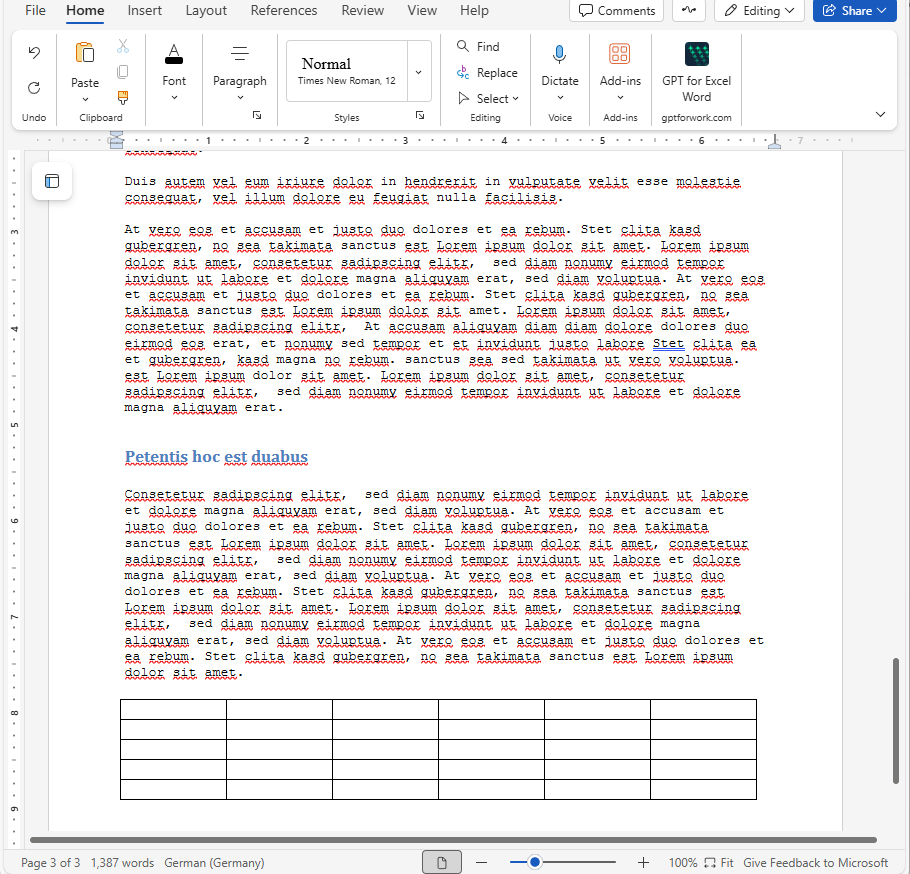 File Home Insert Layout References Review View Help Comments Editing Share
Undo
Paste
Clipboard
Font
Paragraph
Normal
Times New Roman, 12
Styles
Find
Replace
Select
Editing
Dictate
Voice
Add-ins
Add-ins
GPT for Excel
Word
gptforwork.com
1 2 3 4 5 6 7
Duis autem vel eum iriure dolor in hendrerit in vulputate velit esse molestie
consequat, vel illum dolore eu feugiat nulla facilisis.
At vero eos et accusam et justo duo dolores et ea rebum. Stet clita kasd
gubergren, no sea takimata sanctus est Lorem ipsum dolor sit amet. Lorem ipsum
dolor sit amet, consetetur sadipscing elitr,  sed diam nonumy eirmod tempor
invidunt ut labore et dolore magna aliquyam erat, sed diam voluptua. At vero eos
et accusam et justo duo dolores et ea rebum. Stet clita kasd gubergren, no sea
takimata sanctus est Lorem ipsum dolor sit amet. Lorem ipsum dolor sit amet,
consetetur sadipscing elitr,  At accusam aliquyam diam diam dolore dolores duo
eirmod eos erat, et nonumy sed tempor et et invidunt justo labore Stet clita ea
et gubergren, kasd magna no rebum. sanctus sea sed takimata ut vero voluptua.
est Lorem ipsum dolor sit amet. Lorem ipsum dolor sit amet, consetetur
sadipscing elitr,  sed diam nonumy eirmod tempor invidunt ut labore et dolore
magna aliquyam erat.
Petentis hoc est duabus
Consetetur sadipscing elitr,  sed diam nonumy eirmod tempor invidunt ut labore
et dolore magna aliquyam erat, sed diam voluptua. At vero eos et accusam et
justo duo dolores et ea rebum. Stet clita kasd gubergren, no sea takimata
sanctus est Lorem ipsum dolor sit amet. Lorem ipsum dolor sit amet, consetetur
sadipscing elitr,  sed diam nonumy eirmod tempor invidunt ut labore et dolore
magna aliquyam erat, sed diam voluptua. At vero eos et accusam et justo duo
dolores et ea rebum. Stet clita kasd gubergren, no sea takimata sanctus est
Lorem ipsum dolor sit amet. Lorem ipsum dolor sit amet, consetetur sadipscing
elitr,  sed diam nonumy eirmod tempor invidunt ut labore et dolore magna
aliquyam erat, sed diam voluptua. At vero eos et accusam et justo duo dolores et
ea rebum. Stet clita kasd gubergren, no sea takimata sanctus est Lorem ipsum
dolor sit amet.
3
4
5
6
7
8
9
Page 3 of 3 1,387 words German (Germany) 100% Fit Give Feedback to Microsoft